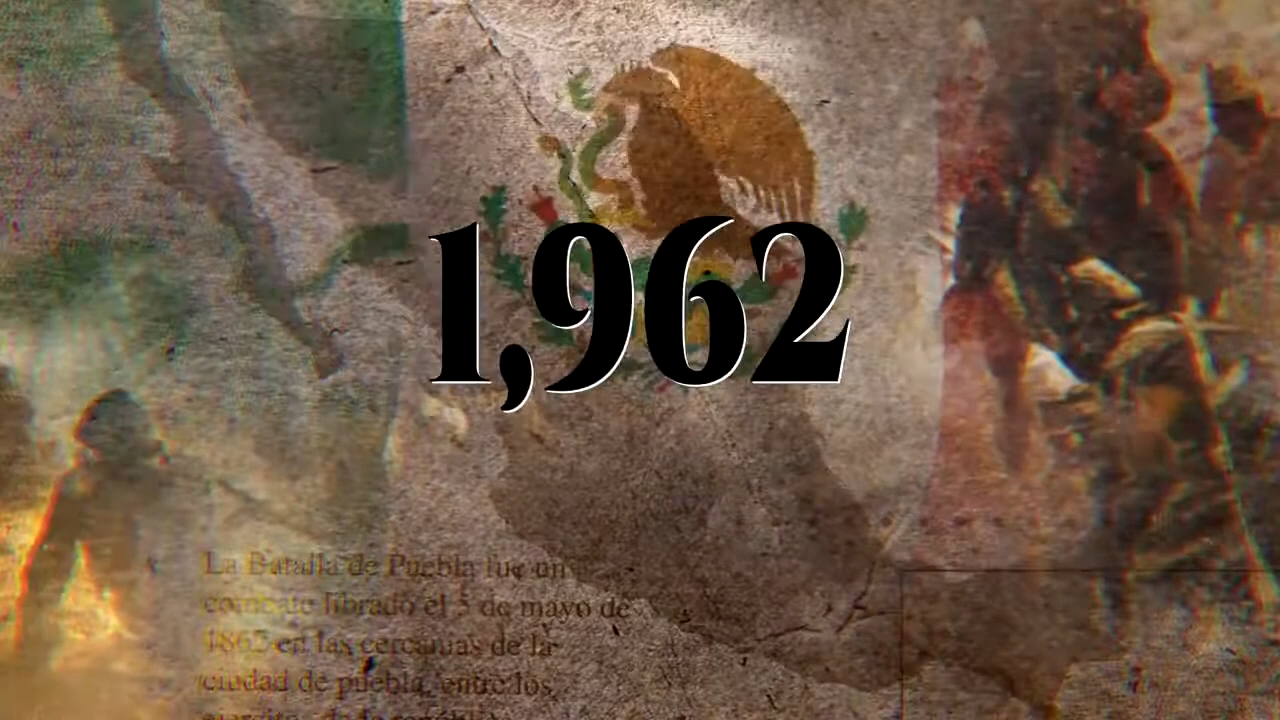 1,962
La Batalla de Puebla fue un
combate librado el 5 de mayo de
1862 en las cercanias de la
ciudad de puebla, entre los